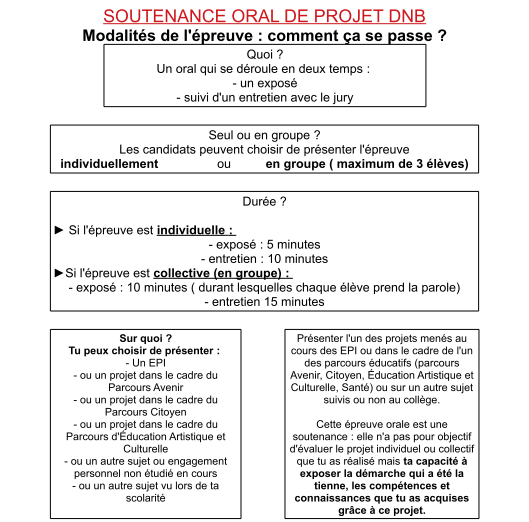 SOUTENANCE ORAL DE PROJET DNB
Modalités de l'épreuve : comment ça se passe ?
Quoi ?
Un oral qui se déroule en deux temps :
- un exposé
- suivi d'un entretien avec le jury
Seul ou en groupe ?
Les candidats peuvent choisir de présenter l'épreuve
individuellement ou en groupe ( maximum de 3 élèves)
Durée ?
► Si l'épreuve est individuelle :
- exposé : 5 minutes
- entretien : 10 minutes
►Si l'épreuve est collective (en groupe) :
- exposé : 10 minutes ( durant lesquelles chaque élève prend la parole)
- entretien 15 minutes
Sur quoi ?
Tu peux choisir de présenter :
- Un EPI
- ou un projet dans le cadre du
Parcours Avenir
- ou un projet dans le cadre du
Parcours Citoyen
- ou un projet dans le cadre du
Parcours d'Éducation Artistique et
Culturelle
- ou un autre sujet ou engagement
personnel non étudié en cours
- ou un autre sujet vu lors de ta
scolarité
Présenter l'un des projets menés au
cours des EPI ou dans le cadre de l'un
des parcours éducatifs (parcours
Avenir, Citoyen, Éducation Artistique et
Culturelle, Santé) ou sur un autre sujet
suivis ou non au collège.
Cette épreuve orale est une
soutenance : elle n'a pas pour objectif
d'évaluer le projet individuel ou collectif
que tu as réalisé mais ta capacité à
exposer la démarche qui a été la
tienne, les compétences et
connaissances que tu as acquises
grâce à ce projet.